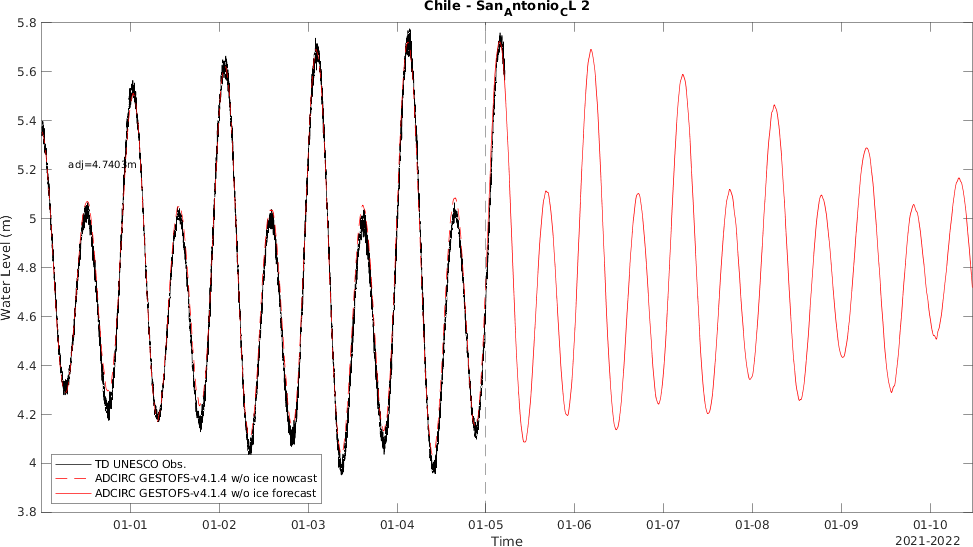 Chile - San_Antonio_CL 2
5.8
5.6
5.4
5.2
5
4.8
4.6
4.4
4.2
4
3.8
Water Level (m)
adj=4.7403m
TD UNESCO Obs.
ADCIRC GESTOFS-v4.1.4 w/o ice nowcast
ADCIRC GESTOFS-v4.1.4 w/o ice forecast
01-01 01-02 01-03 01-04 01-05 01-06 01-07 01-08 01-09 01-10
Time
2021-2022